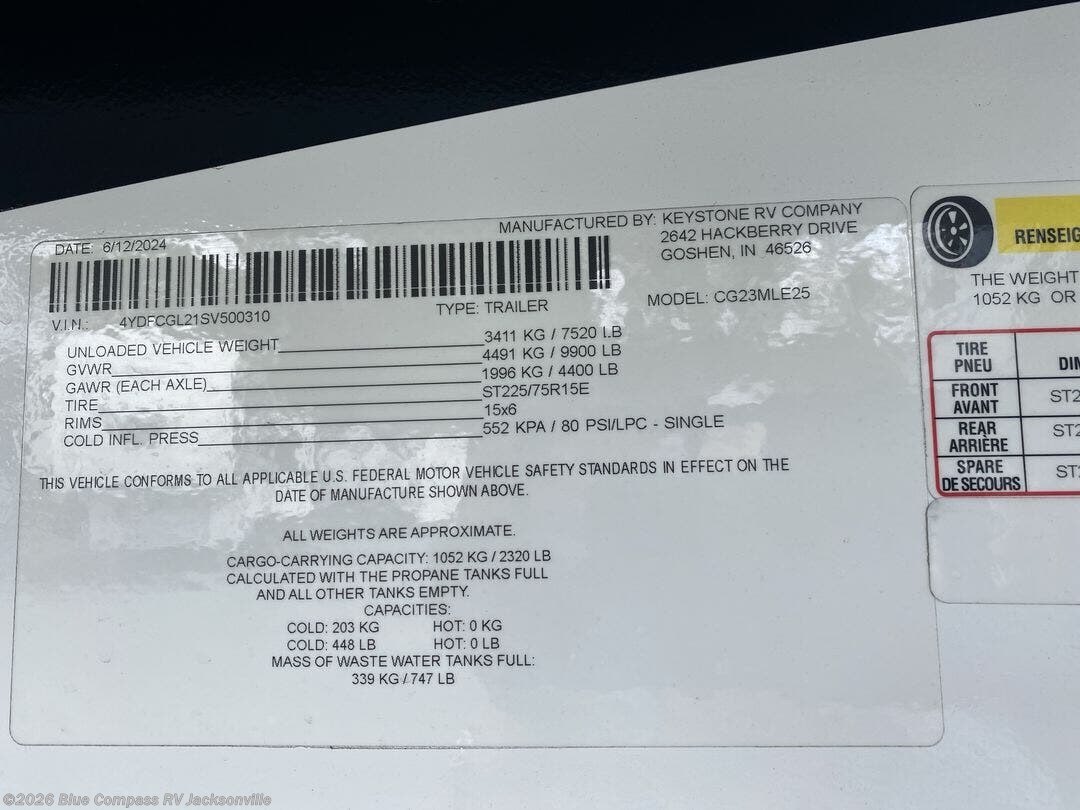 DATE: 6/12/2024
MANUFACTURED BY: KEYSTONE RV COMPANY
2642 HACKBERRY DRIVE
GOSHEN, IN 46526
V.I.N.: 4YDFCGL21SV500310
TYPE: TRAILER
MODEL: CG23MLE25
UNLOADED VEHICLE WEIGHT 3411 KG / 7520 LB
GVWR 4491 KG / 9900 LB
GAWR (EACH AXLE) 1996 KG / 4400 LB
TIRE ST225/75R15E
RIMS 15x6
COLD INFL. PRESS 552 KPA / 80 PSI/LPC - SINGLE
THIS VEHICLE CONFORMS TO ALL APPLICABLE U.S. FEDERAL MOTOR VEHICLE SAFETY STANDARDS IN EFFECT ON THE
DATE OF MANUFACTURE SHOWN ABOVE.
ALL WEIGHTS ARE APPROXIMATE.
CARGO-CARRYING CAPACITY: 1052 KG / 2320 LB
CALCULATED WITH THE PROPANE TANKS FULL
AND ALL OTHER TANKS EMPTY.
CAPACITIES:
COLD: 203 KG HOT: 0 KG
COLD: 448 LB HOT: 0 LB
MASS OF WASTE WATER TANKS FULL:
339 KG / 747 LB
RENSEIG
THE WEIGHT
1052 KG OR
TIRE
PNEU
DIM
FRONT
AVANT
ST2
REAR
ARRIÈRE
ST2
SPARE
DE SECOURS
ST2
©2026 Blue Compass RV Jacksonville